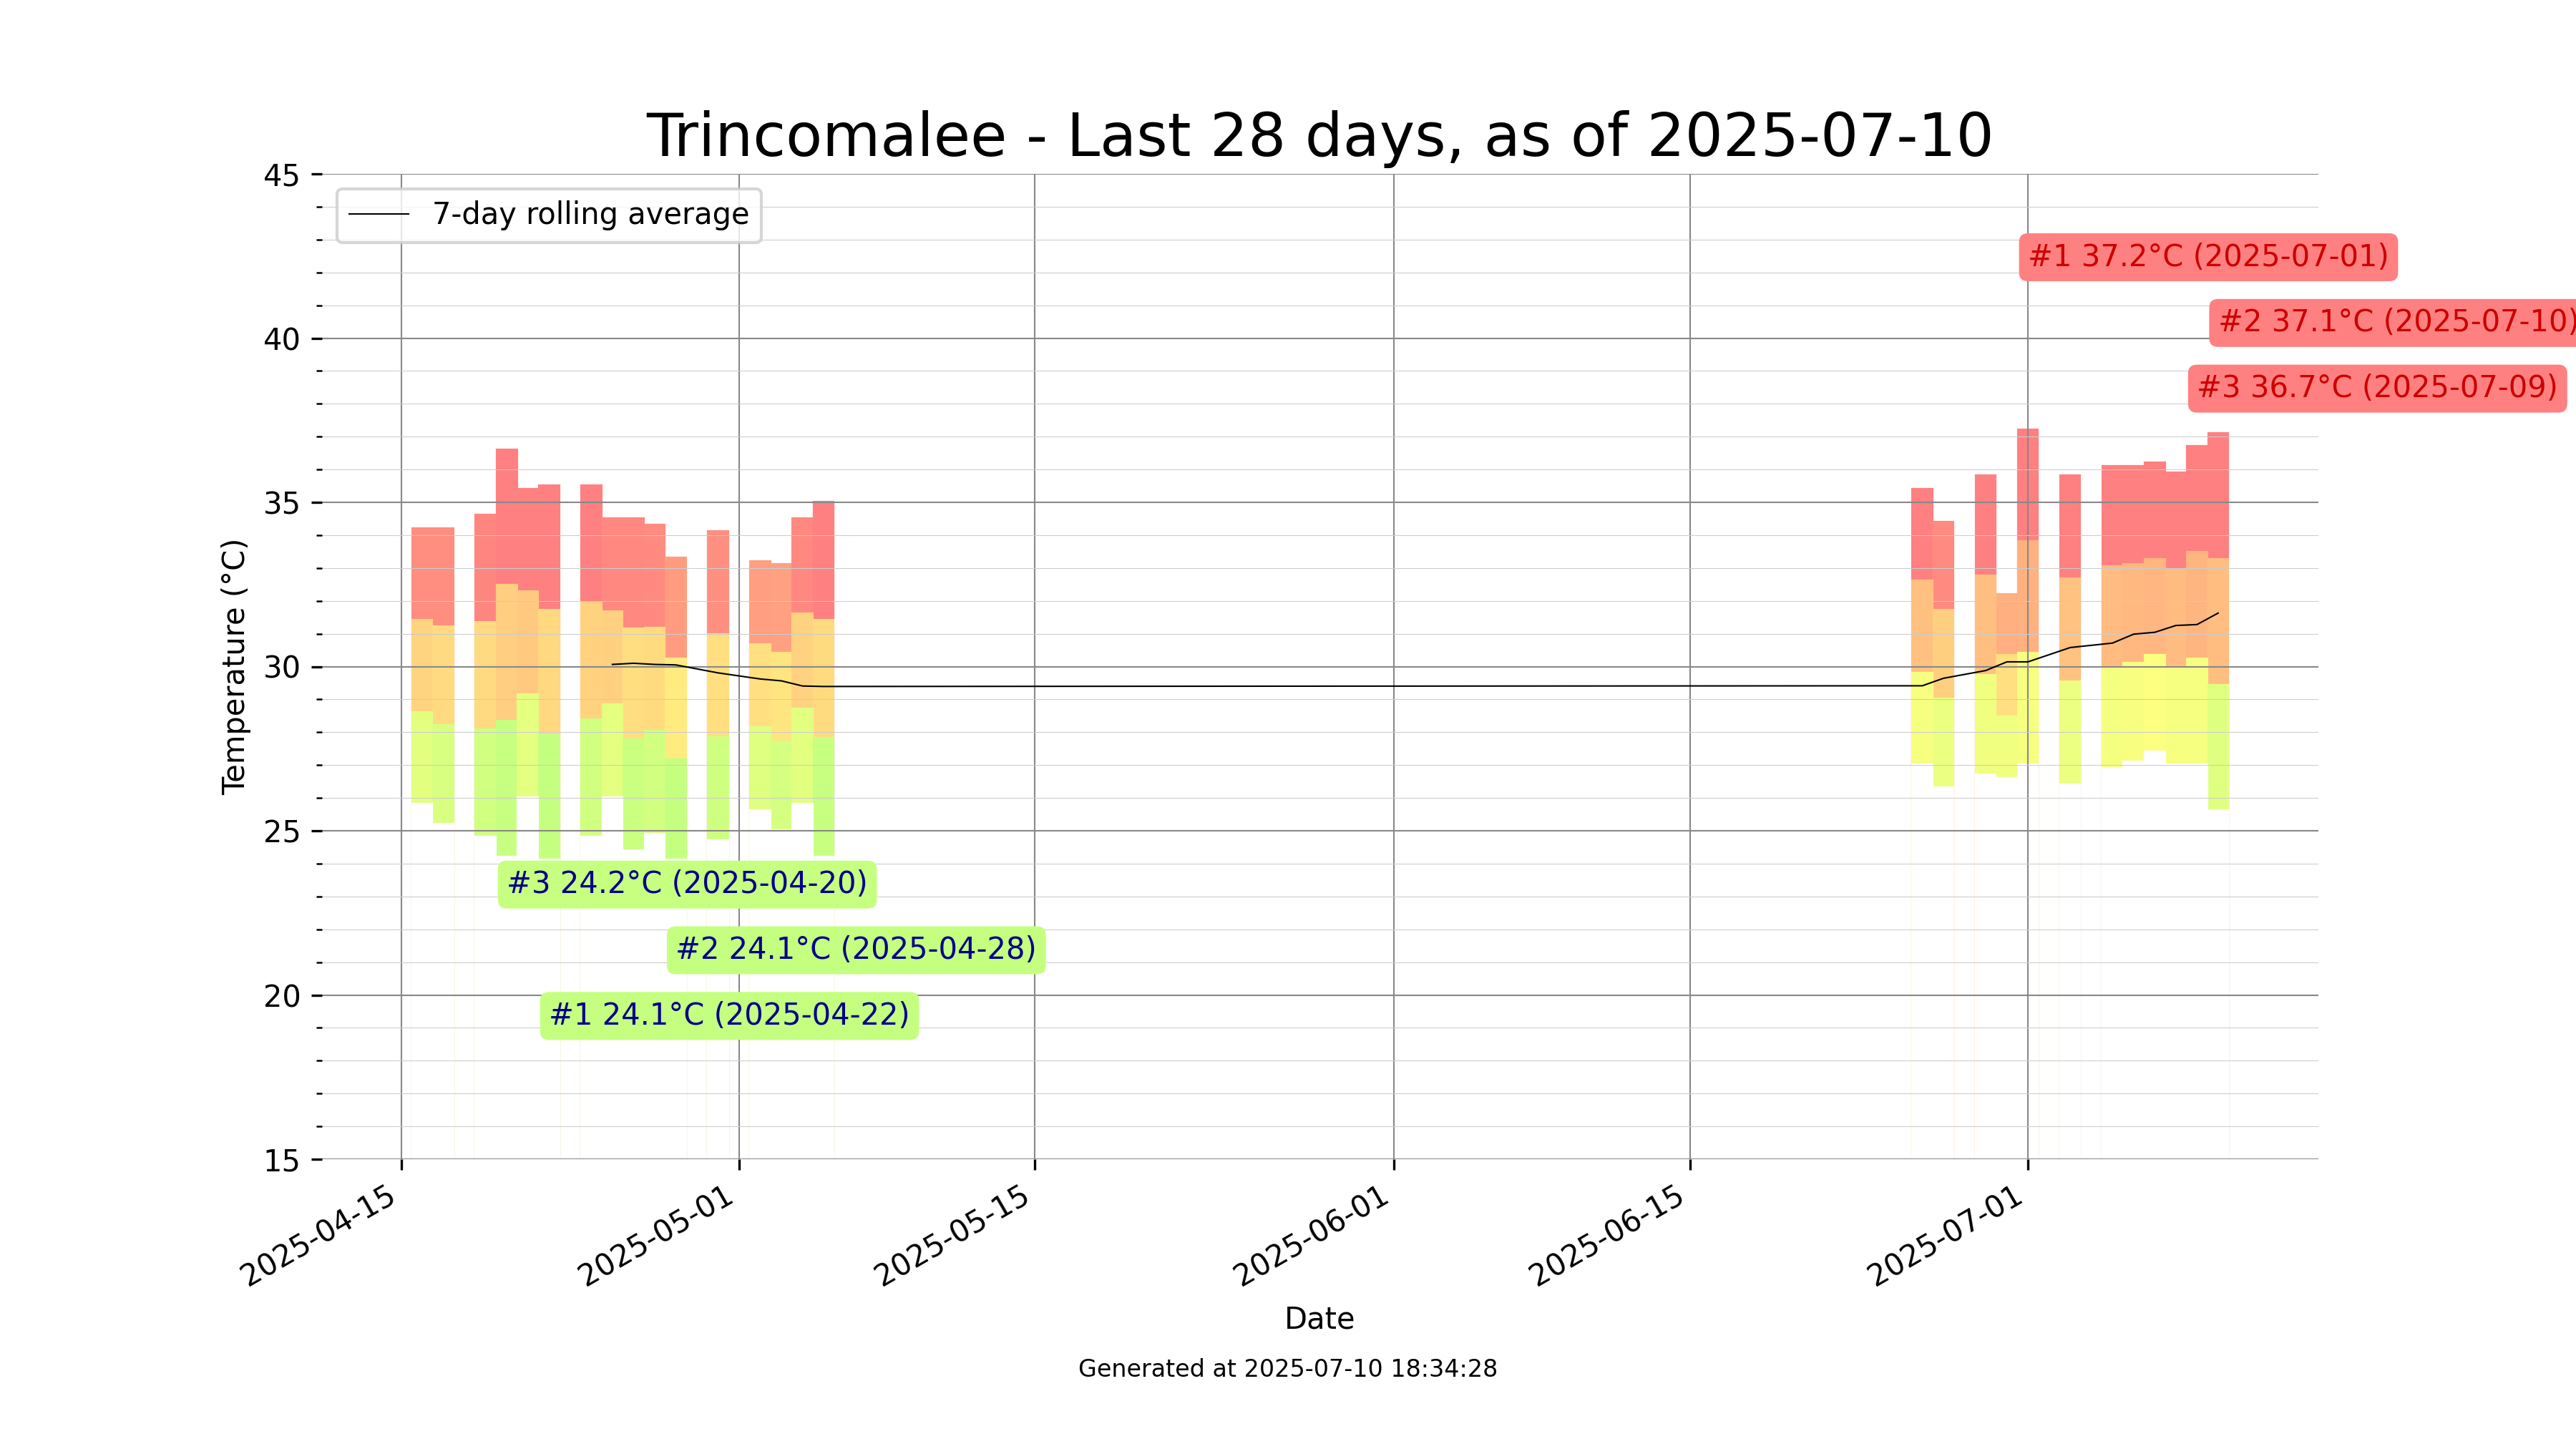 Trincomalee - Last 28 days, as of 2025-07-10
7-day rolling average
#1 37.2°C (2025-07-01)
#2 37.1°C (2025-07-10)
#3 36.7°C (2025-07-09)
#3 24.2°C (2025-04-20)
#2 24.1°C (2025-04-28)
#1 24.1°C (2025-04-22)
Temperature (°C)
45
40
35
30
25
20
15
2025-04-15
2025-05-01
2025-05-15
2025-06-01
2025-06-15
2025-07-01
Date
Generated at 2025-07-10 18:34:28